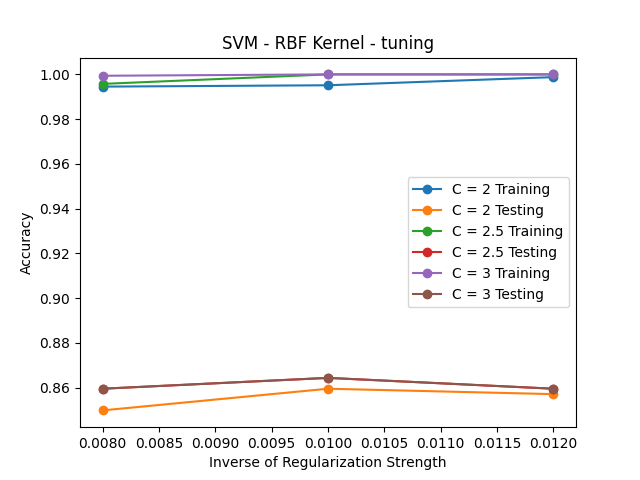 SVM - RBF Kernel - tuning
1.00
0.98
0.96
0.94
0.92
0.90
0.88
0.86
Accuracy
C = 2 Training
C = 2 Testing
C = 2.5 Training
C = 2.5 Testing
C = 3 Training
C = 3 Testing
0.0080 0.0085 0.0090 0.0095 0.0100 0.0105 0.0110 0.0115 0.0120
Inverse of Regularization Strength